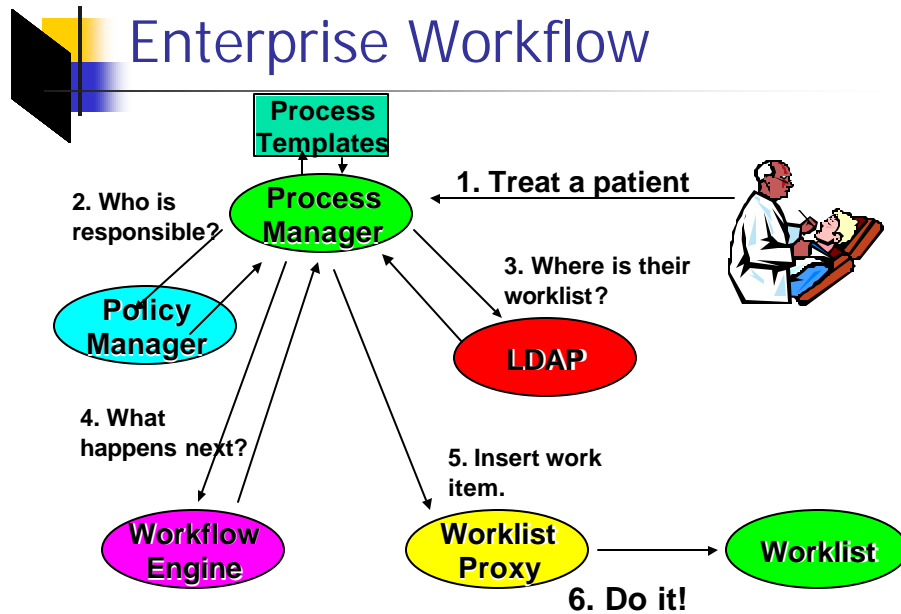 Enterprise Workflow
Process
Templates
1. Treat a patient
2. Who is
responsible?
Process
Manager
3. Where is their
worklist?
Policy
Manager
LDAP
4. What
happens next?
5. Insert work
item.
Workflow
Engine
Worklist
Proxy
Worklist
6. Do it!